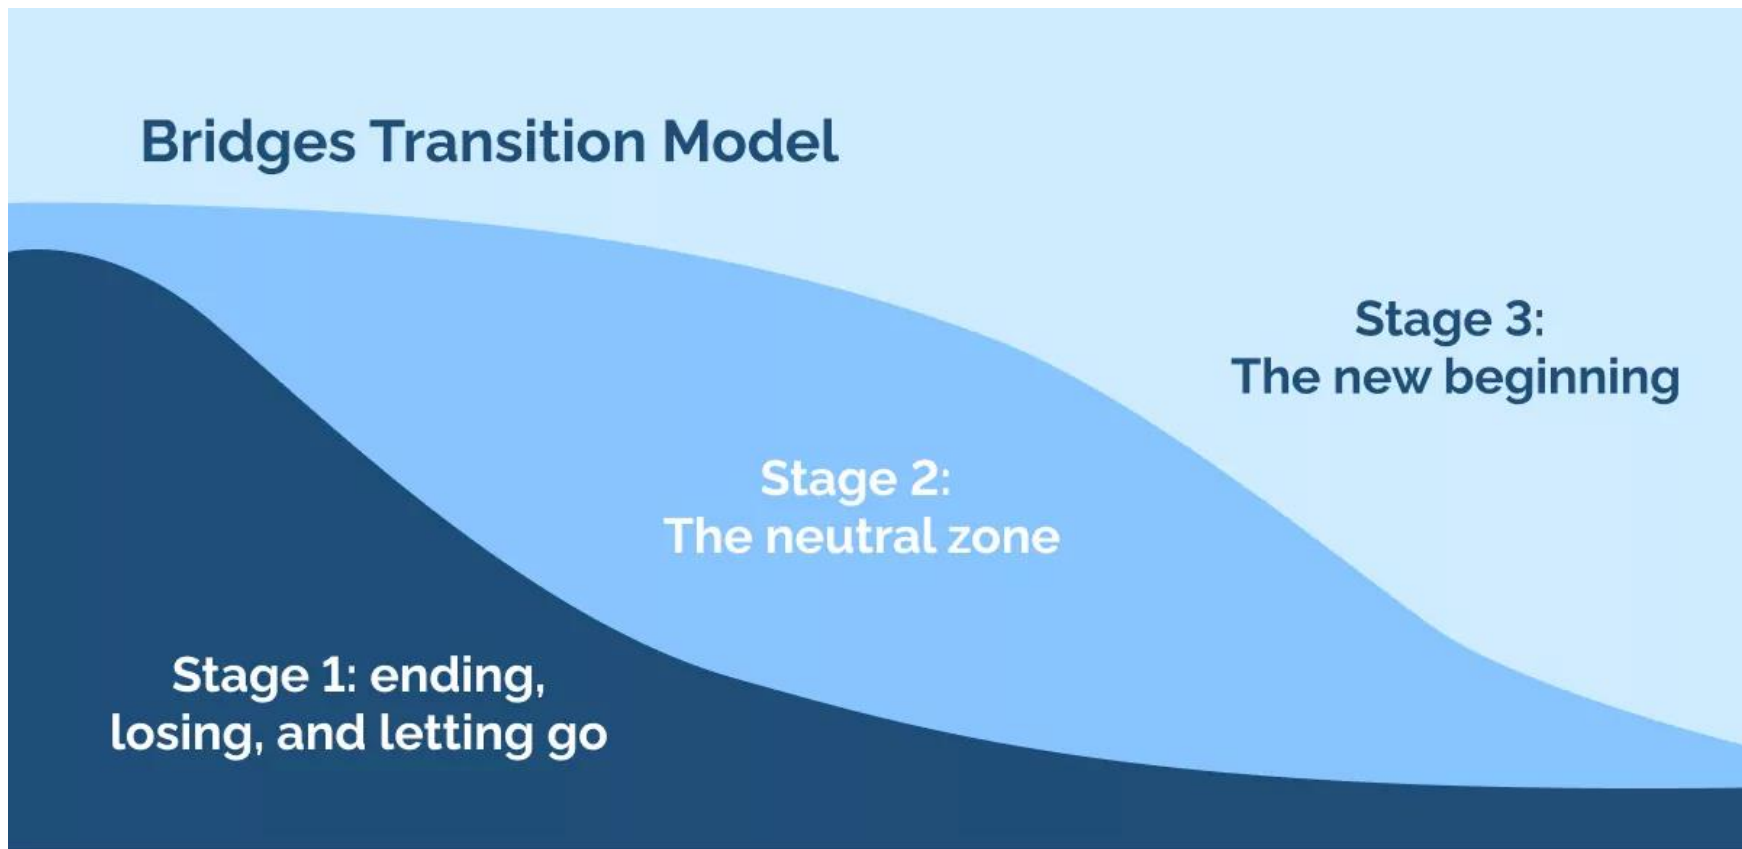 Bridges Transition Model
Stage 3:
The new beginning
Stage 2:
The neutral zone
Stage 1: ending,
losing, and letting go